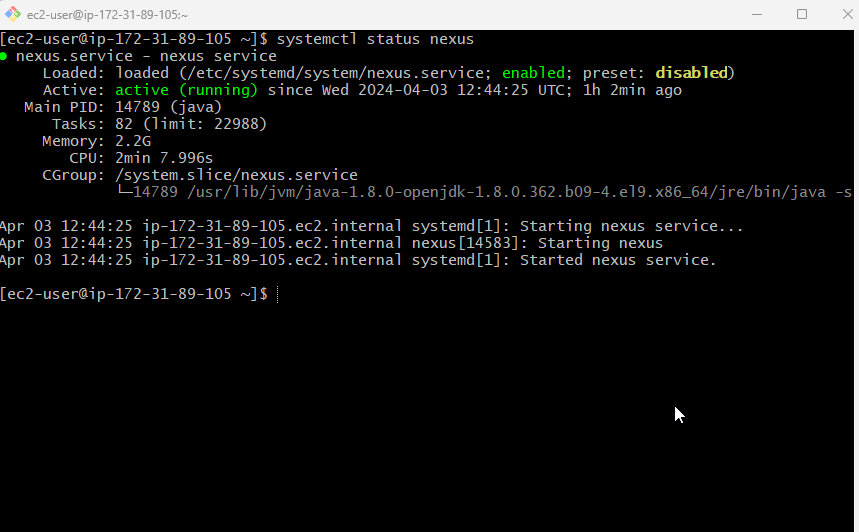 ec2-user@ip-172-31-89-105:~
[ec2-user@ip-172-31-89-105 ~]$ systemctl status nexus
● nexus.service - nexus service
Loaded: loaded (/etc/systemd/system/nexus.service; enabled; preset: disabled)
Active: active (running) since Wed 2024-04-03 12:44:25 UTC; 1h 2min ago
Main PID: 14789 (java)
Tasks: 82 (limit: 22988)
Memory: 2.2G
CPU: 2min 7.996s
CGroup: /system.slice/nexus.service
└─14789 /usr/lib/jvm/java-1.8.0-openjdk-1.8.0.362.b09-4.el9.x86_64/jre/bin/java -s
Apr 03 12:44:25 ip-172-31-89-105.ec2.internal systemd[1]: Starting nexus service...
Apr 03 12:44:25 ip-172-31-89-105.ec2.internal nexus[14583]: Starting nexus
Apr 03 12:44:25 ip-172-31-89-105.ec2.internal systemd[1]: Started nexus service.
[ec2-user@ip-172-31-89-105 ~]$